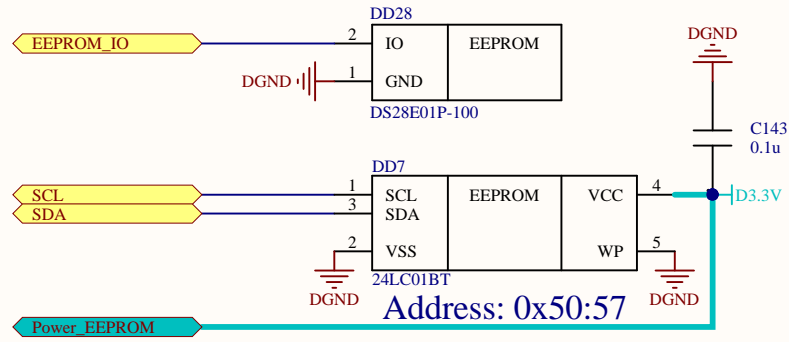 DD28
EEPROM_IO
2
IO
EEPROM
DGND
1
GND
DS28E01P-100
DGND
C143
0.1u
DD7
SCL
1
SCL
EEPROM
VCC
4
D3.3V
SDA
3
SDA
2
VSS
WP
5
24LC01BT
DGND
Address: 0x50:57
DGND
Power_EEPROM